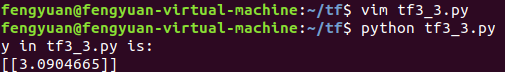 fengyuan@fengyuan-virtual-machine:~/tf$ vim tf3_3.py
fengyuan@fengyuan-virtual-machine:~/tf$ python tf3_3.py
y in tf3_3.py is:
[[3.0904665]]